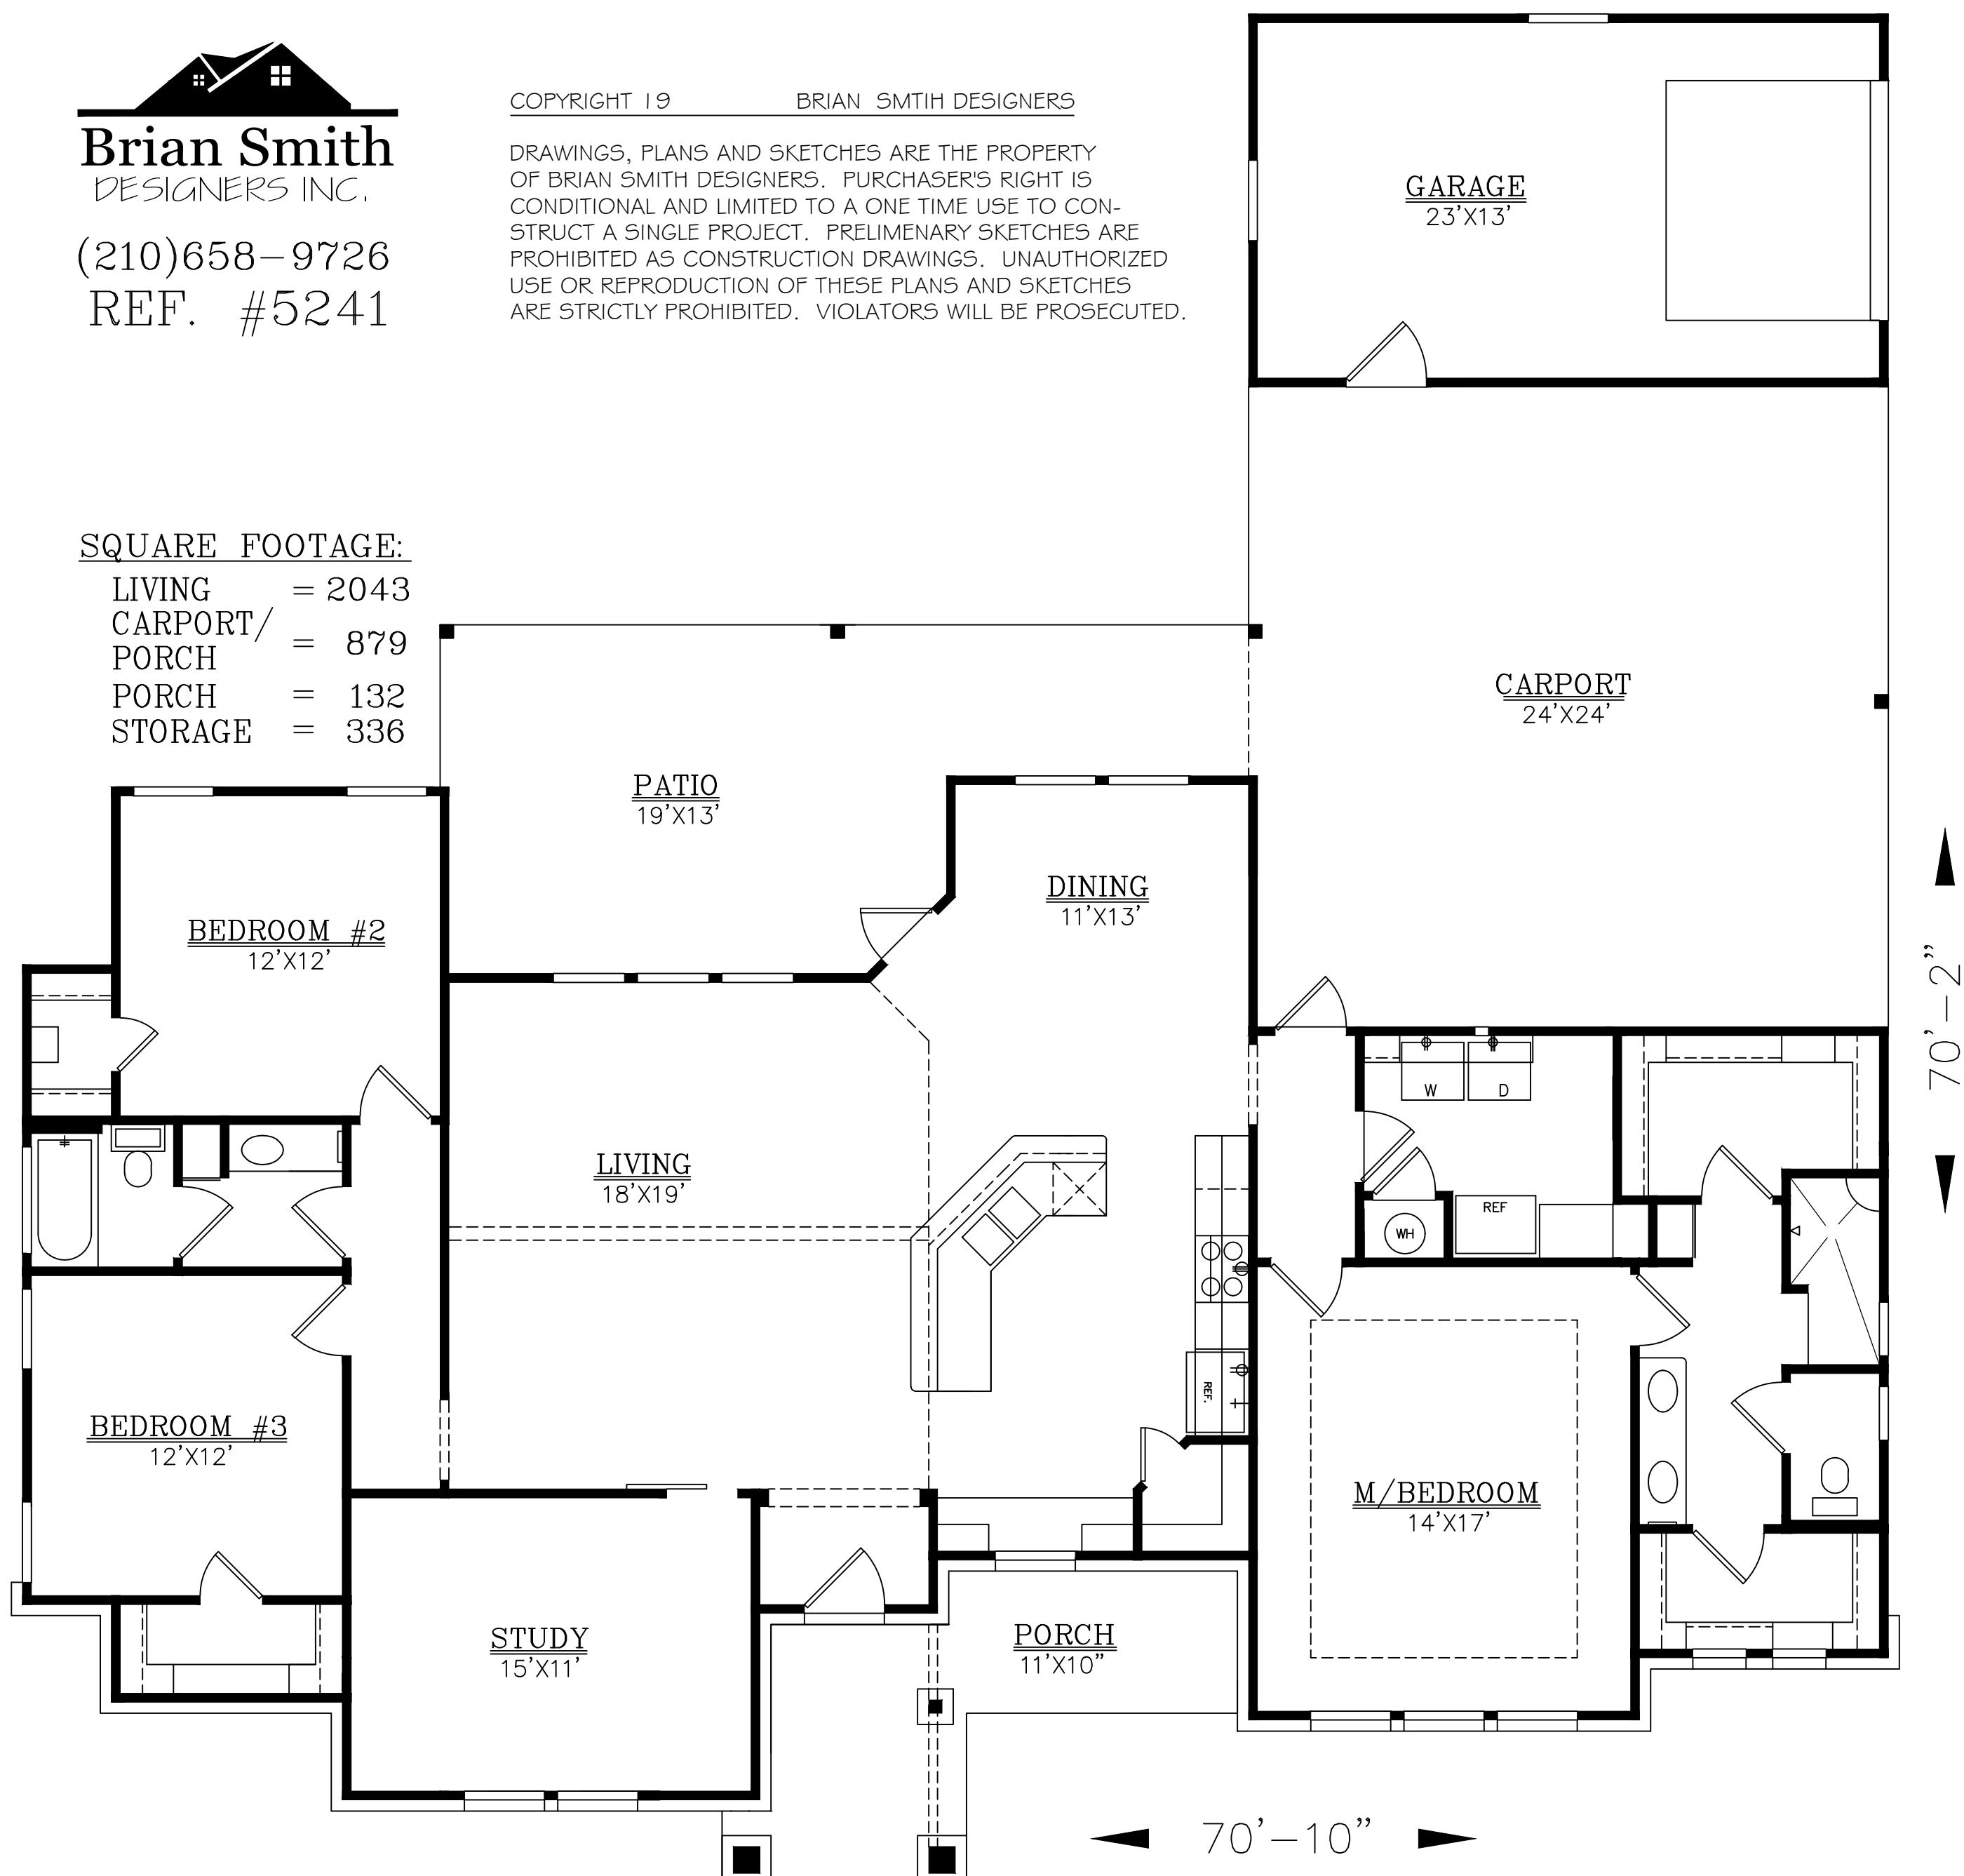 Brian Smith
DESIGNERS INC.
(210)658-9726
REF. #5241
COPYRIGHT 19 BRIAN SMTIH DESIGNERS
DRAWINGS, PLANS AND SKETCHES ARE THE PROPERTY
OF BRIAN SMITH DESIGNERS. PURCHASER'S RIGHT IS
CONDITIONAL AND LIMITED TO A ONE TIME USE TO CON-
STRUCT A SINGLE PROJECT. PRELIMENARY SKETCHES ARE
PROHIBITED AS CONSTRUCTION DRAWINGS. UNAUTHORIZED
USE OR REPRODUCTION OF THESE PLANS AND SKETCHES
ARE STRICTLY PROHIBITED. VIOLATORS WILL BE PROSECUTED.
GARAGE
23'X13'
SQUARE FOOTAGE:
LIVING = 2043
CARPORT/
PORCH = 879
PORCH = 132
STORAGE = 336
CARPORT
24'X24'
PATIO
19'X13'
DINING
11'X13'
BEDROOM #2
12'X12'
70'-2"
W
D
LIVING
18'X19'
REF
WH
REF.
BEDROOM #3
12'X12'
M/BEDROOM
14'X17'
STUDY
15'X11'
PORCH
11'X10"
70'-10"